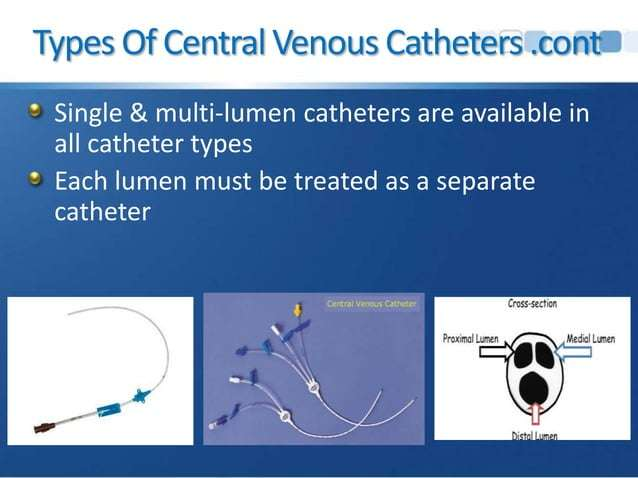 Types Of Central Venous Catheters .cont
Single & multi-lumen catheters are available in
all catheter types
Each lumen must be treated as a separate
catheter
Central Venous Catheter
Cross-section
Proximal Lumen
Medial Lumen
Distal Lumen